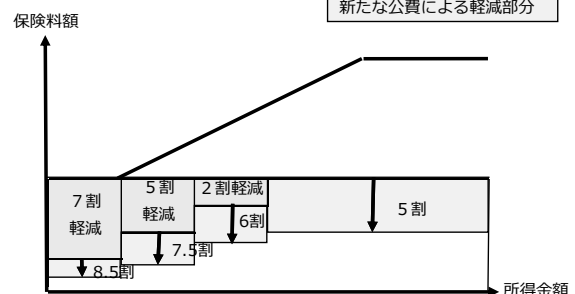 新たな公費による軽減部分
保険料額
7割
軽減
5割
軽減
2割軽減
6割
5割
7.5割
8.5割
所得金額